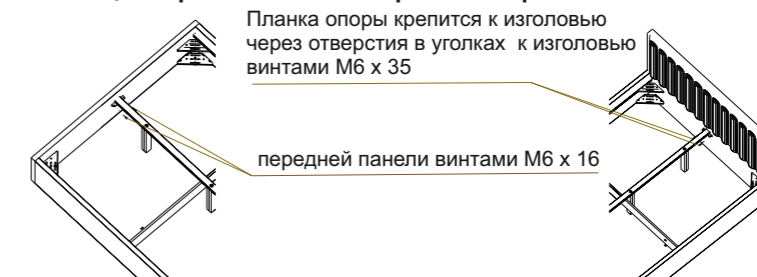 Планка опоры крепится к изголовью
через отверстия в уголках к изголовью
винтами М6 х 35
передней панели винтами М6 х 16